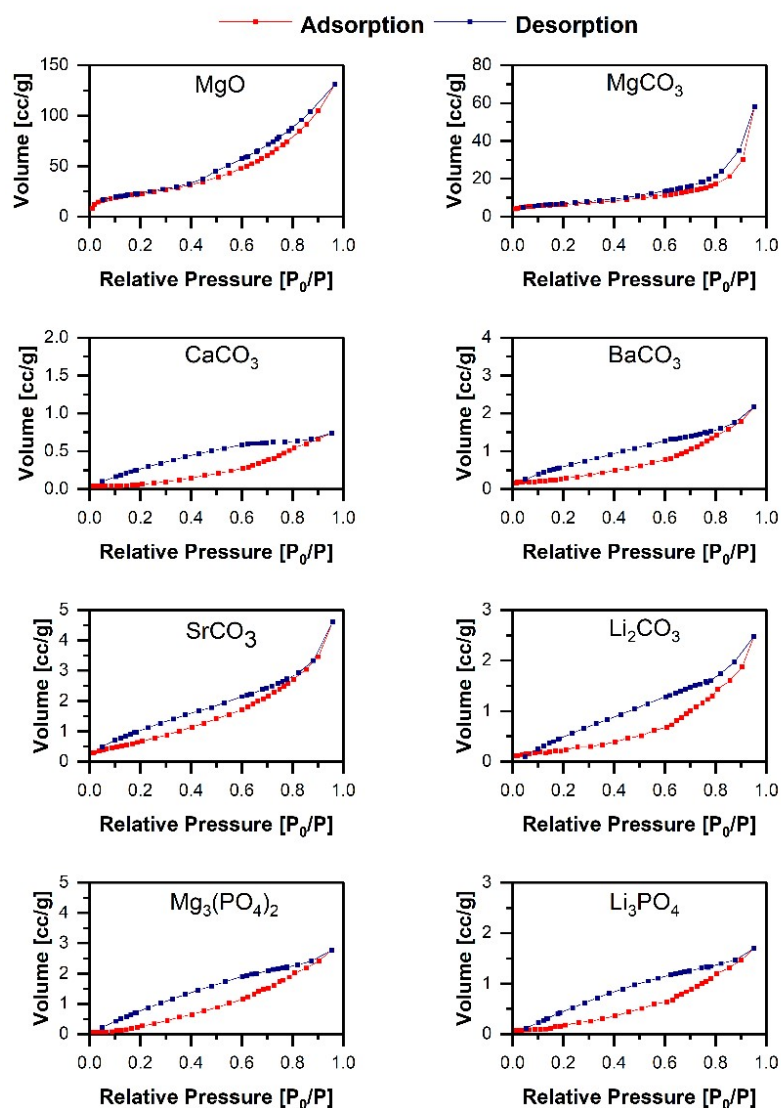 Adsorption Desorption
MgO
Volume [cc/g]
150
100
50
0
0.0 0.2 0.4 0.6 0.8 1.0
Relative Pressure [P₀/P]
MgCO₃
Volume [cc/g]
80
60
40
20
0
0.0 0.2 0.4 0.6 0.8 1.0
Relative Pressure [P₀/P]
CaCO₃
Volume [cc/g]
2.0
1.5
1.0
0.5
0.0
0.0 0.2 0.4 0.6 0.8 1.0
Relative Pressure [P₀/P]
BaCO₃
Volume [cc/g]
4
3
2
1
0
0.0 0.2 0.4 0.6 0.8 1.0
Relative Pressure [P₀/P]
SrCO₃
Volume [cc/g]
5
4
3
2
1
0
0.0 0.2 0.4 0.6 0.8 1.0
Relative Pressure [P₀/P]
Li₂CO₃
Volume [cc/g]
3
2
1
0
0.0 0.2 0.4 0.6 0.8 1.0
Relative Pressure [P₀/P]
Mg₃(PO₄)₂
Volume [cc/g]
5
4
3
2
1
0
0.0 0.2 0.4 0.6 0.8 1.0
Relative Pressure [P₀/P]
Li₃PO₄
Volume [cc/g]
3
2
1
0
0.0 0.2 0.4 0.6 0.8 1.0
Relative Pressure [P₀/P]